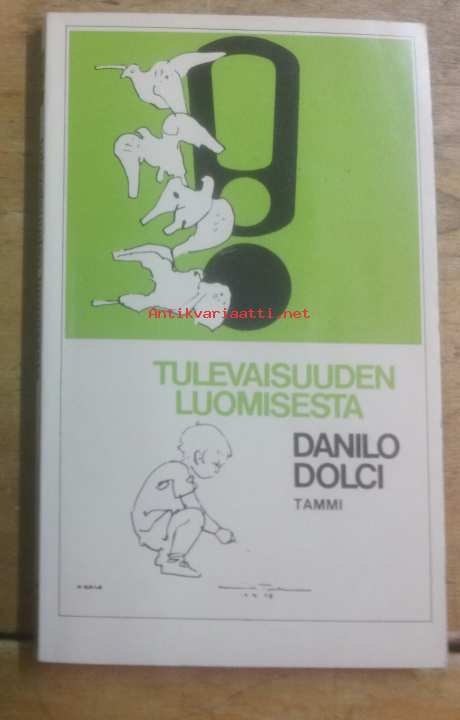 Antikvariaatti.net
TULEVAISUUDEN
LUOMISESTA
DANILO
DOLCI
TAMMI